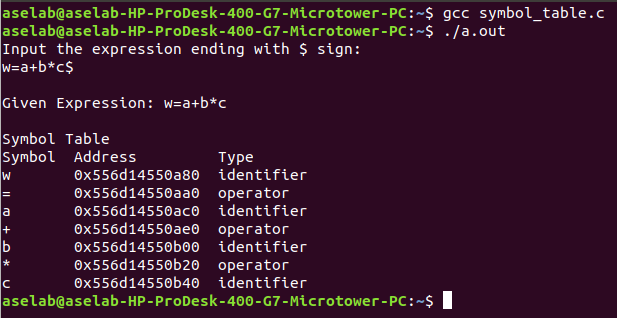 aselab@aselab-HP-ProDesk-400-G7-Microtower-PC:~$ gcc symbol_table.c
aselab@aselab-HP-ProDesk-400-G7-Microtower-PC:~$ ./a.out
Input the expression ending with $ sign:
w=a+b*c$

Given Expression: w=a+b*c

Symbol Table
Symbol  Address         Type
w       0x556d14550a80  identifier
=       0x556d14550aa0  operator
a       0x556d14550ac0  identifier
+       0x556d14550ae0  operator
b       0x556d14550b00  identifier
*       0x556d14550b20  operator
c       0x556d14550b40  identifier
aselab@aselab-HP-ProDesk-400-G7-Microtower-PC:~$